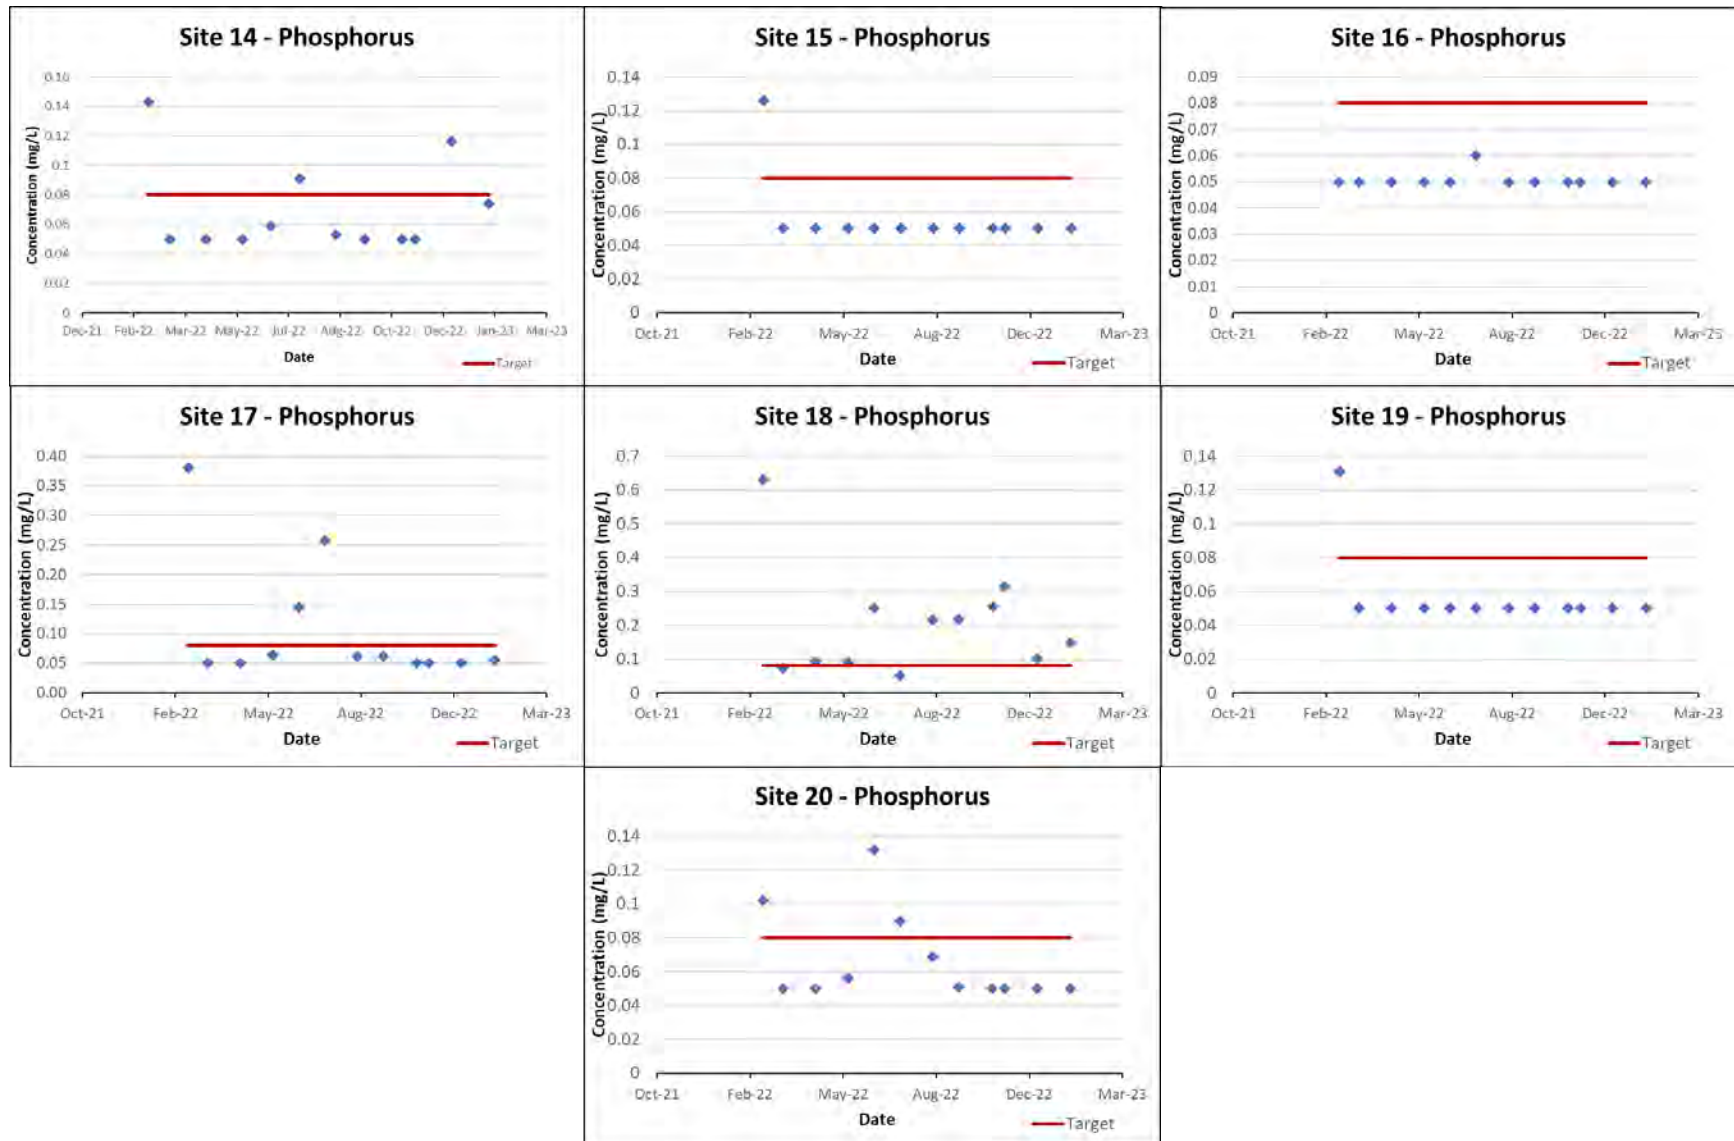 Site 14 - Phosphorus
Concentration (mg/L)
0.16
0.14
0.12
0.1
0.08
0.06
0.04
0.02
0
Dec-21 Feb-22 Mar-22 May-22 Jul-22 Aug-22 Oct-22 Dec-22 Jan-23 Mar-23
Date
Target
Site 15 - Phosphorus
Concentration (mg/L)
0.14
0.12
0.1
0.08
0.06
0.04
0.02
0
Oct-21 Feb-22 May-22 Aug-22 Dec-22 Mar-23
Date
Target
Site 16 - Phosphorus
Concentration (mg/L)
0.09
0.08
0.07
0.06
0.05
0.04
0.03
0.02
0.01
0
Oct-21 Feb-22 May-22 Aug-22 Dec-22 Mar-23
Date
Target
Site 17 - Phosphorus
Concentration (mg/L)
0.40
0.35
0.30
0.25
0.20
0.15
0.10
0.05
0.00
Oct-21 Feb-22 May-22 Aug-22 Dec-22 Mar-23
Date
Target
Site 18 - Phosphorus
Concentration (mg/L)
0.7
0.6
0.5
0.4
0.3
0.2
0.1
0
Oct-21 Feb-22 May-22 Aug-22 Dec-22 Mar-23
Date
Target
Site 19 - Phosphorus
Concentration (mg/L)
0.14
0.12
0.1
0.08
0.06
0.04
0.02
0
Oct-21 Feb-22 May-22 Aug-22 Dec-22 Mar-23
Date
Target
Site 20 - Phosphorus
Concentration (mg/L)
0.14
0.12
0.1
0.08
0.06
0.04
0.02
0
Oct-21 Feb-22 May-22 Aug-22 Dec-22 Mar-23
Date
Target